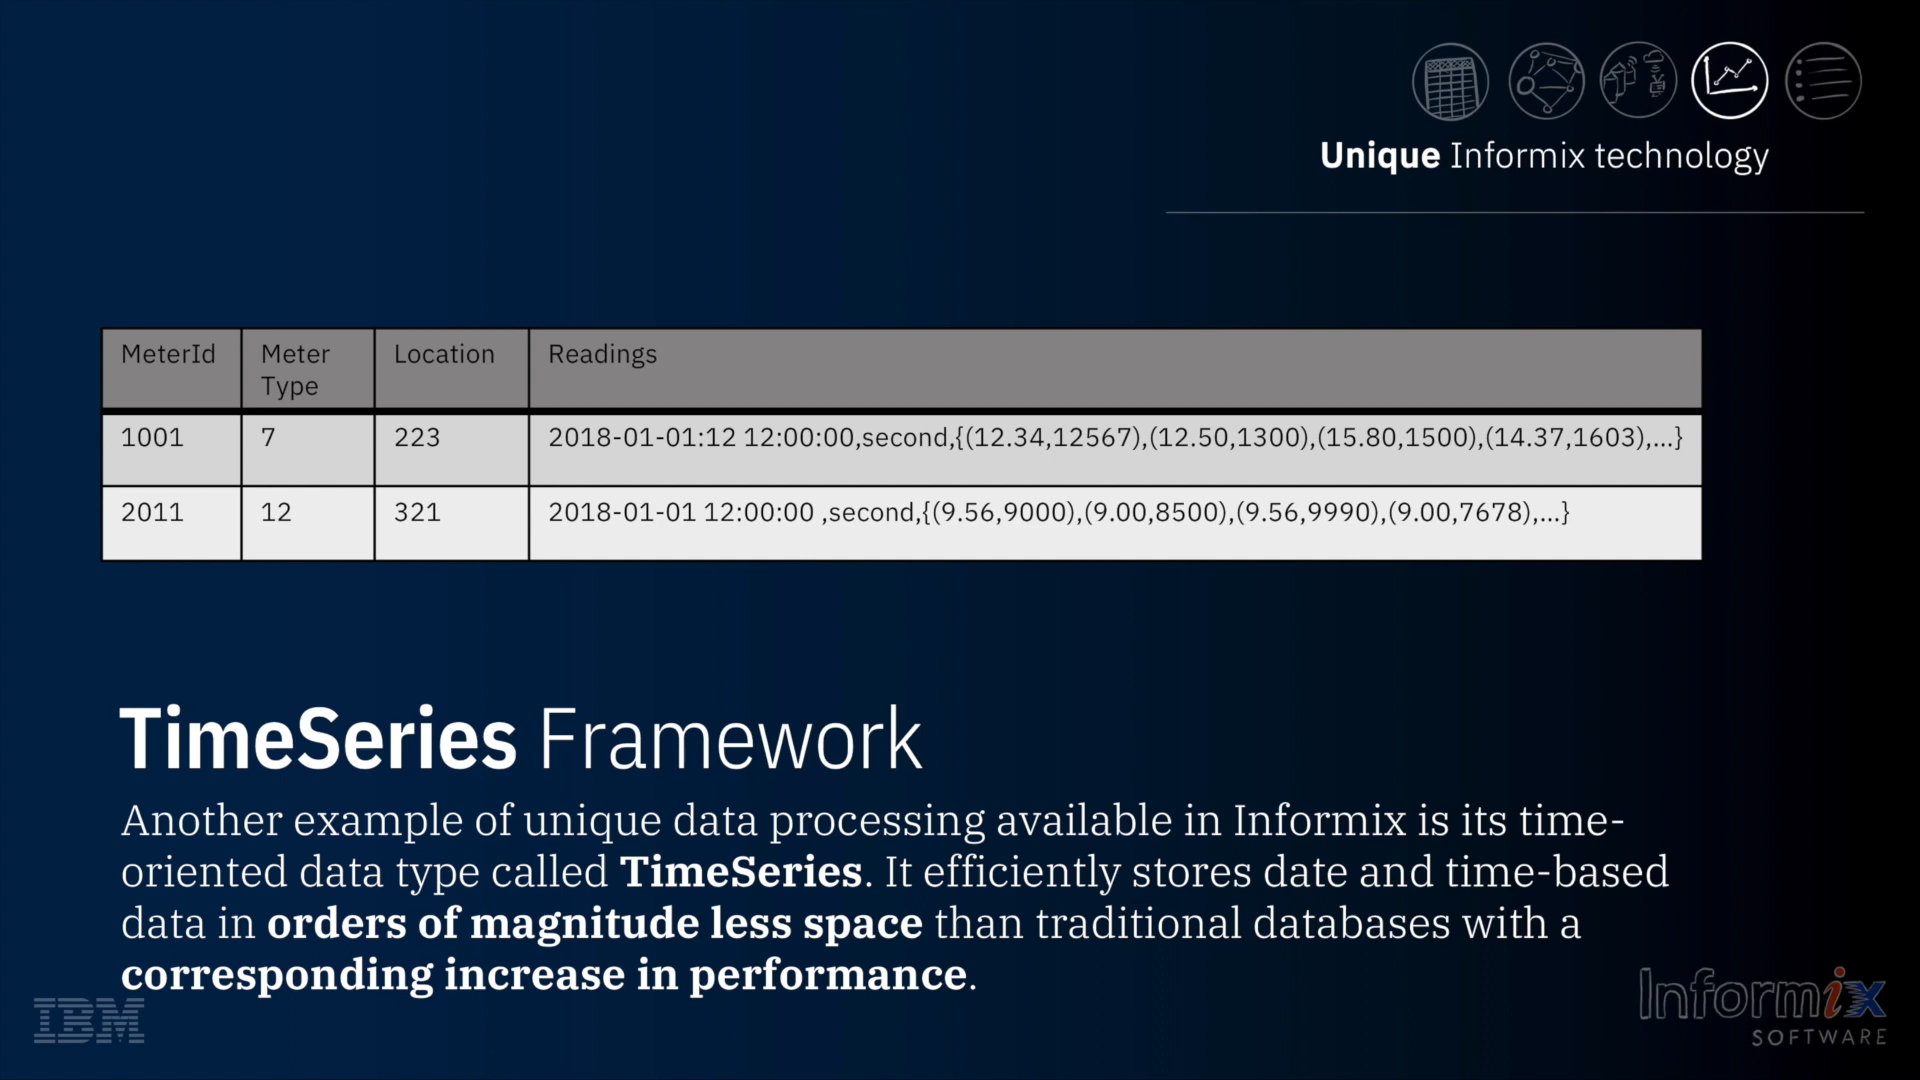 Unique Informix technology
MeterId Meter Type Location Readings
1001 7 223 2018-01-01:12 12:00:00,second,{(12.34,12567),(12.50,1300),(15.80,1500),(14.37,1603),...}
2011 12 321 2018-01-01 12:00:00 ,second,{(9.56,9000),(9.00,8500),(9.56,9990),(9.00,7678),...}
TimeSeries Framework
Another example of unique data processing available in Informix is its time-
oriented data type called TimeSeries. It efficiently stores date and time-based
data in orders of magnitude less space than traditional databases with a
corresponding increase in performance.
IBM
Informix
SOFTWARE